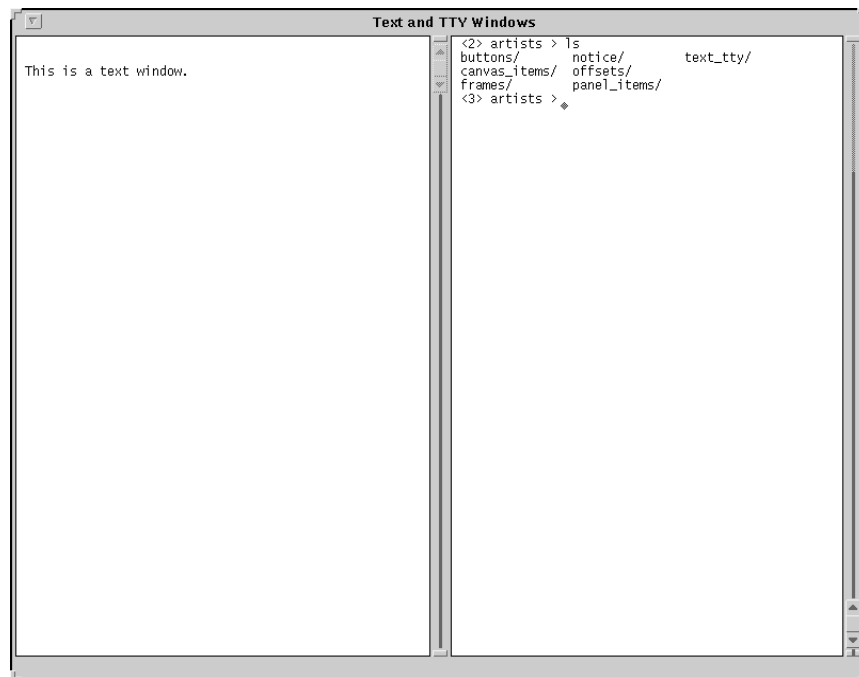 Text and TTY Windows
This is a text window.
<2> artists > ls
buttons/ notice/ text_tty/
canvas_items/ offsets/
frames/ panel_items/
<3> artists >